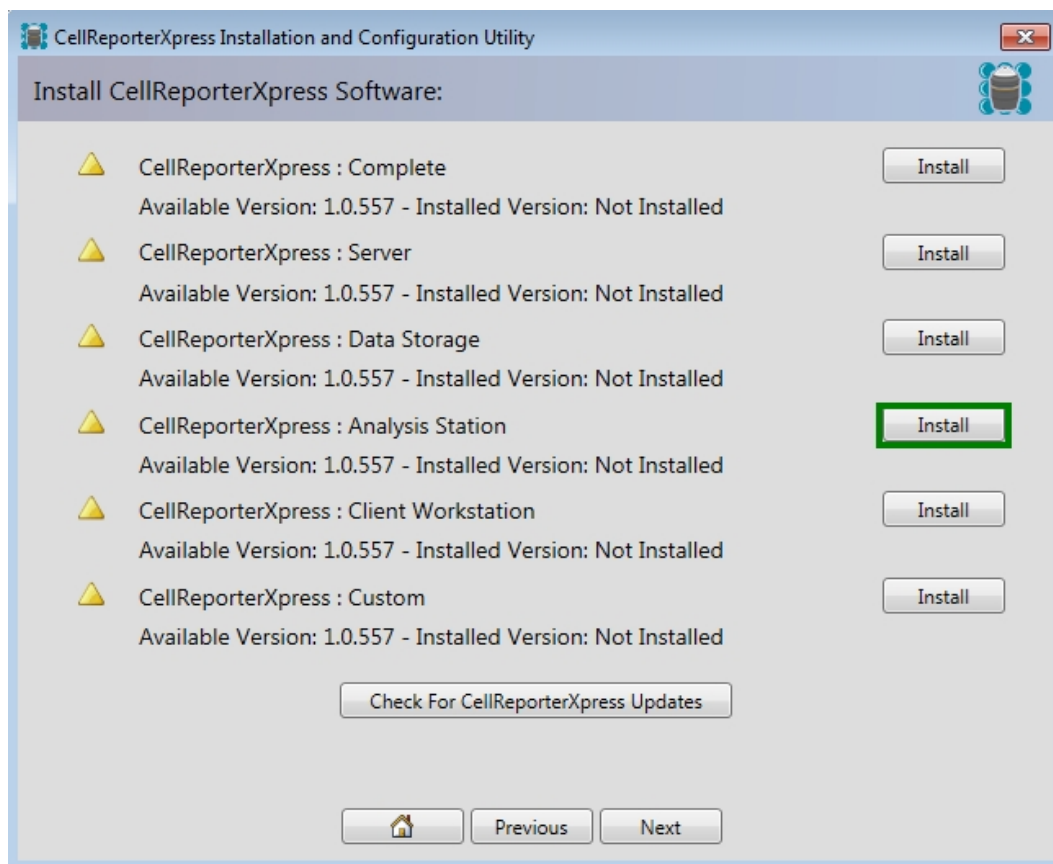 CellReporterXpress Installation and Configuration Utility
Install CellReporterXpress Software:
CellReporterXpress : Complete
Install
Available Version: 1.0.557 - Installed Version: Not Installed
CellReporterXpress : Server
Install
Available Version: 1.0.557 - Installed Version: Not Installed
CellReporterXpress : Data Storage
Install
Available Version: 1.0.557 - Installed Version: Not Installed
CellReporterXpress : Analysis Station
Install
Available Version: 1.0.557 - Installed Version: Not Installed
CellReporterXpress : Client Workstation
Install
Available Version: 1.0.557 - Installed Version: Not Installed
CellReporterXpress : Custom
Install
Available Version: 1.0.557 - Installed Version: Not Installed
Check For CellReporterXpress Updates
Previous
Next